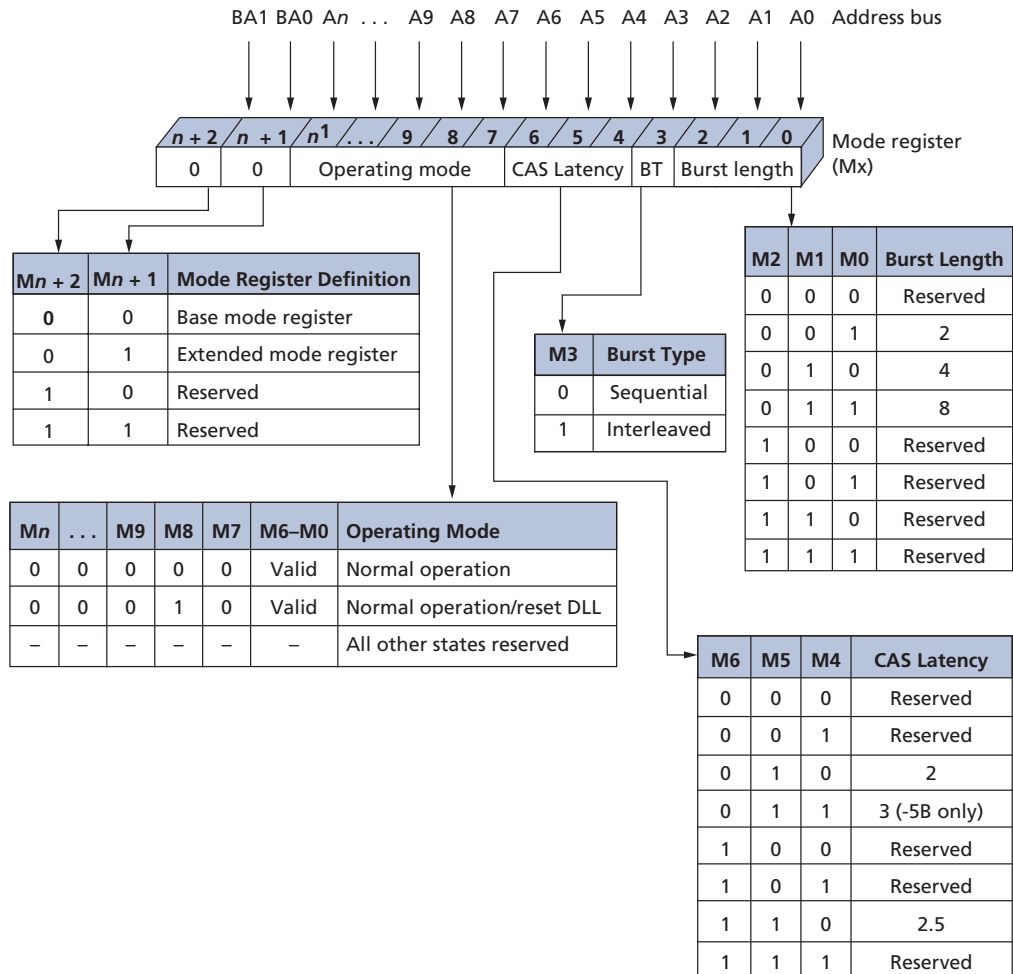 BA1 BA0 An . . . A9 A8 A7 A6 A5 A4 A3 A2 A1 A0 Address bus
n + 2 n + 1 n1 . . . 9 8 7 6 5 4 3 2 1 0
Mode register
(Mx)
0 0 Operating mode CAS Latency BT Burst length
Mn + 2 Mn + 1 Mode Register Definition
0 0 Base mode register
0 1 Extended mode register
1 0 Reserved
1 1 Reserved
M2 M1 M0 Burst Length
0 0 0 Reserved
0 0 1 2
0 1 0 4
0 1 1 8
1 0 0 Reserved
1 0 1 Reserved
1 1 0 Reserved
1 1 1 Reserved
M3 Burst Type
0 Sequential
1 Interleaved
Mn . . . M9 M8 M7 M6–M0 Operating Mode
0 0 0 0 0 Valid Normal operation
0 0 0 1 0 Valid Normal operation/reset DLL
– – – – – – All other states reserved
M6 M5 M4 CAS Latency
0 0 0 Reserved
0 0 1 Reserved
0 1 0 2
0 1 1 3 (-5B only)
1 0 0 Reserved
1 0 1 Reserved
1 1 0 2.5
1 1 1 Reserved